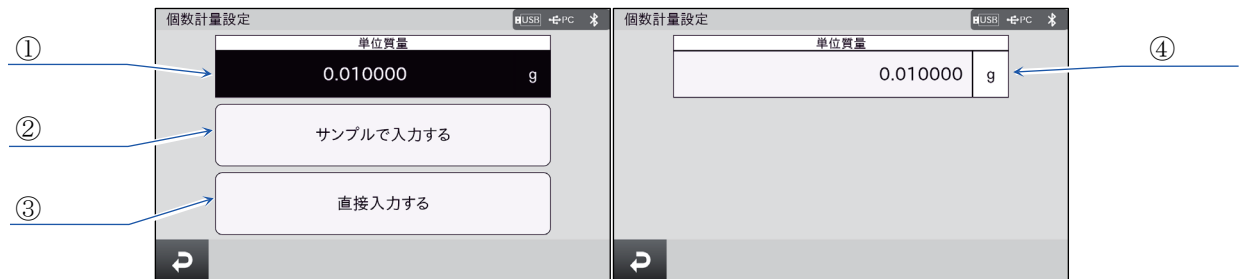 個数計量設定
HUSB PC
①
単位質量
0.010000 g
②
サンプルで入力する
③
直接入力する
個数計量設定
HUSB PC
単位質量
0.010000 g
④